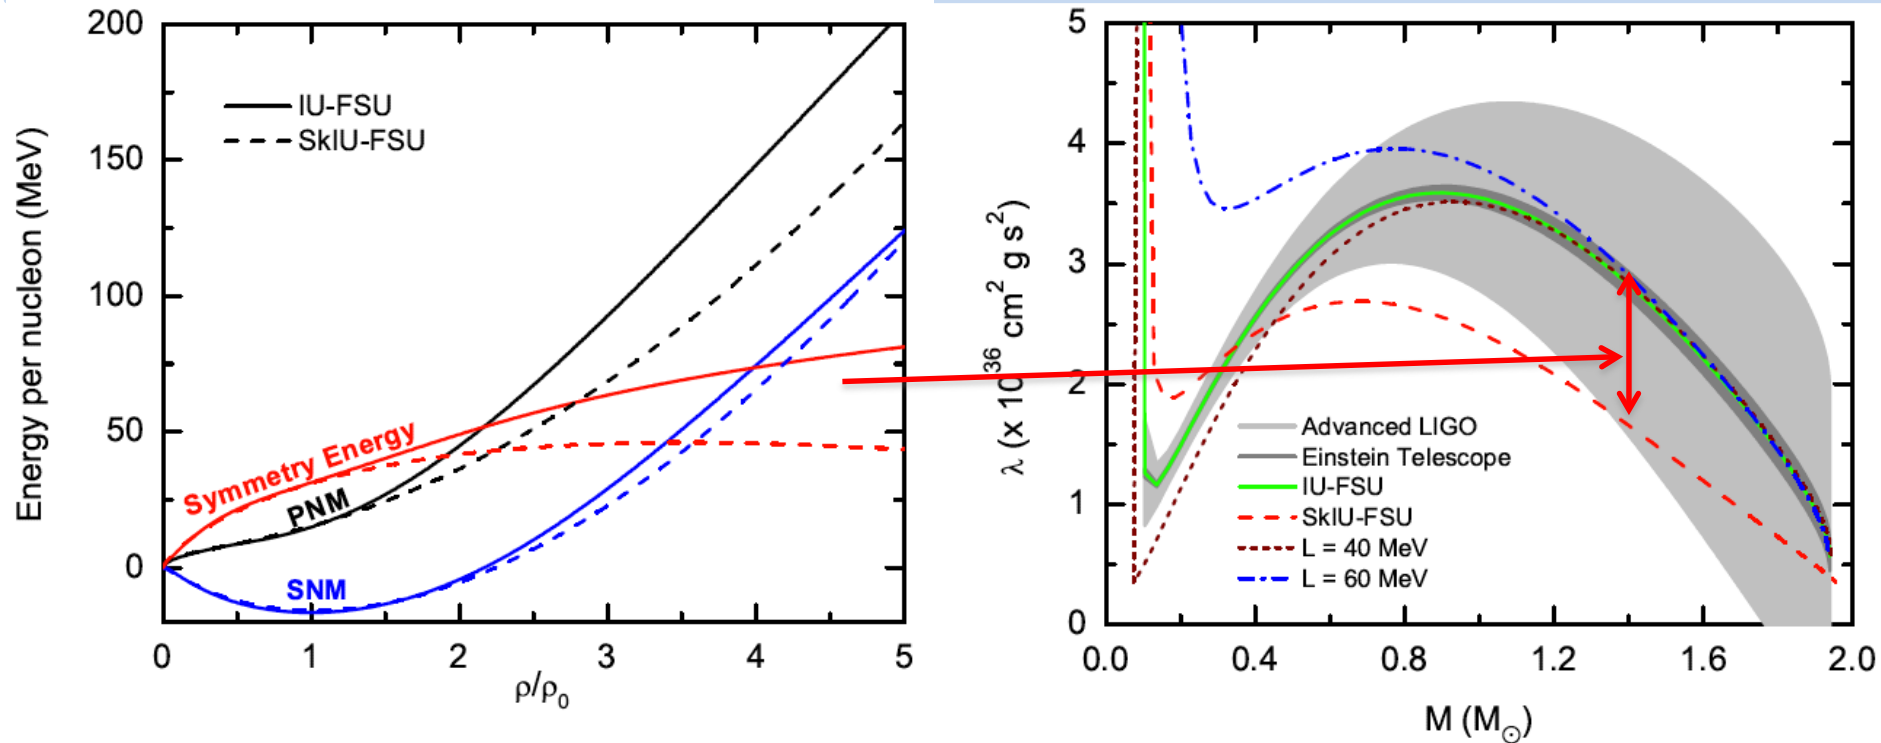 200
150
100
50
0
Energy per nucleon (MeV)
IU-FSU
SkIU-FSU
Symmetry Energy
PNM
SNM
0 1 2 3 4 5
ρ/ρ0
5
4
3
2
1
0
λ (x 10^36 cm^2 g s^2)
Advanced LIGO
Einstein Telescope
IU-FSU
SkIU-FSU
L = 40 MeV
L = 60 MeV
0.0 0.4 0.8 1.2 1.6 2.0
M (M☉)